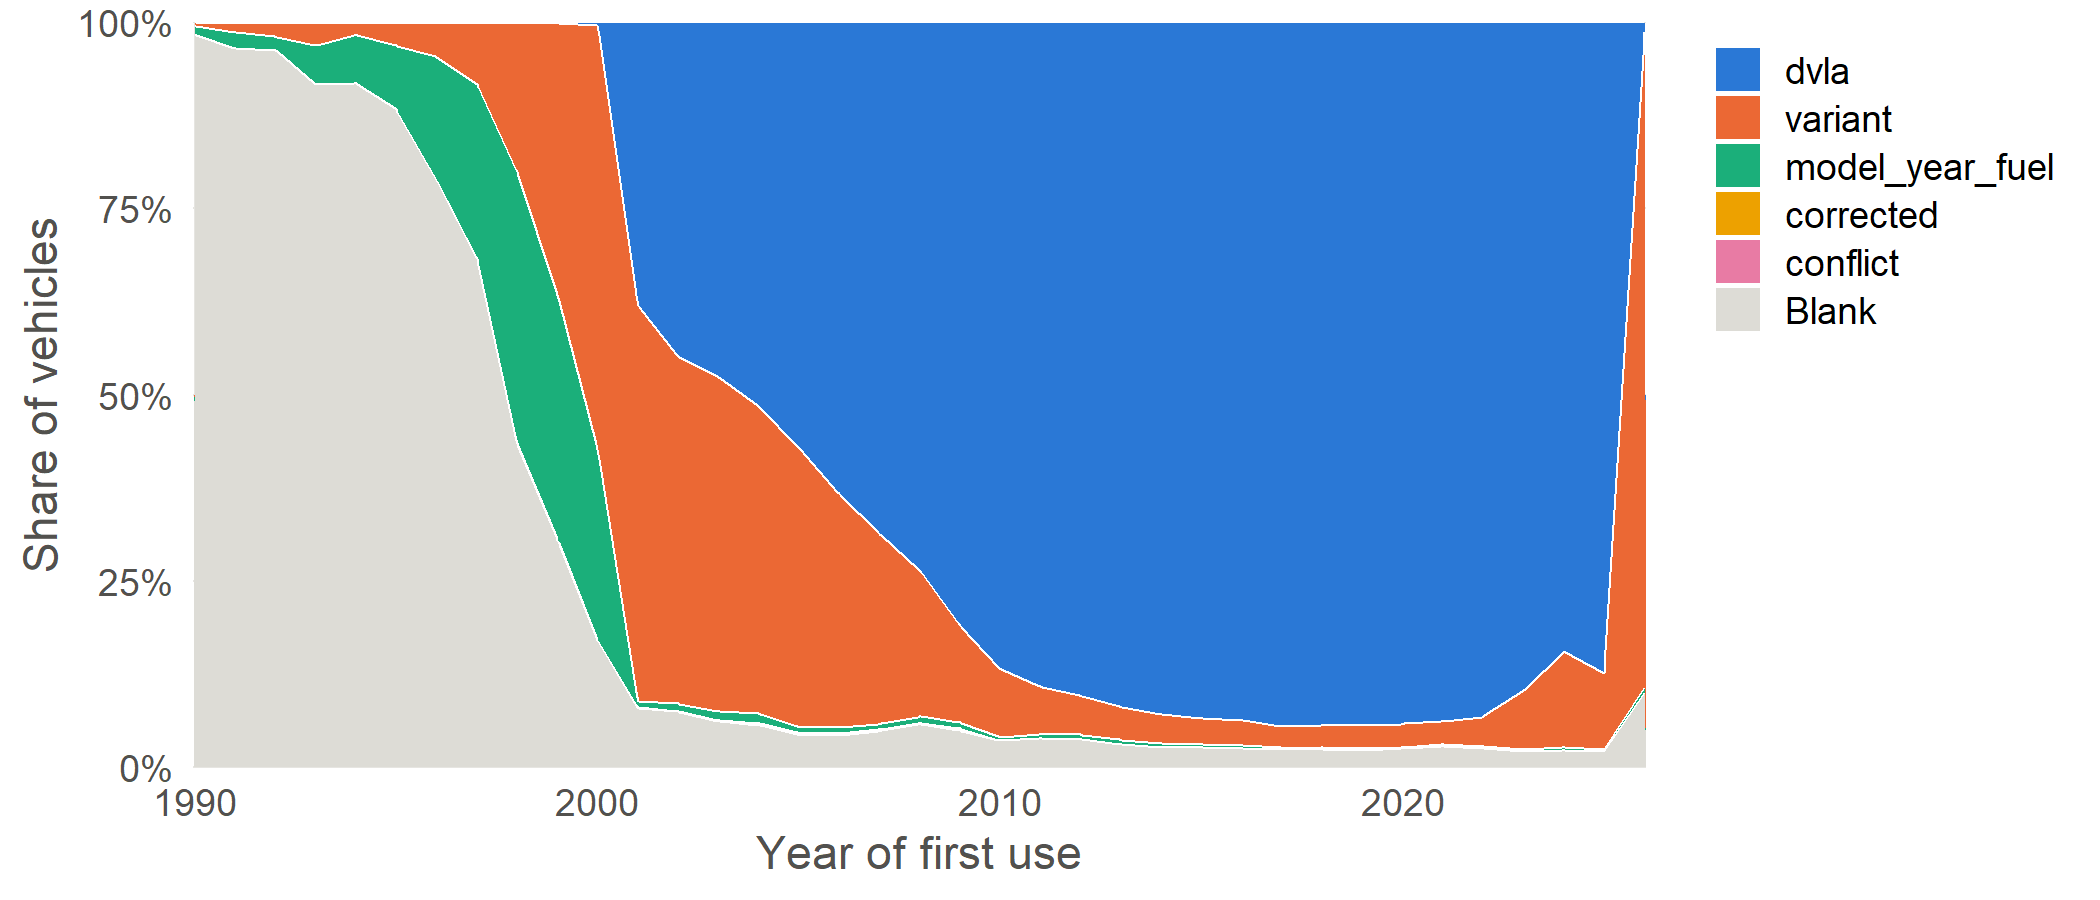 100%
75%
50%
25%
0%
Share of vehicles
1990
2000
2010
2020
Year of first use
dvla
variant
model_year_fuel
corrected
conflict
Blank